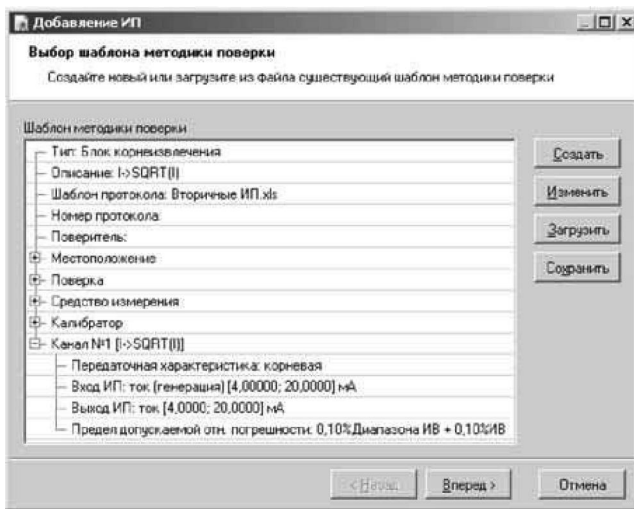 Добавление ИП
Выбор шаблона методики поверки
Создайте новый или загрузите из файла существующий шаблон методики поверки
Шаблон методики поверки
Тип: Блок корнеизвлечения
Описание: I->SQRT(I)
Шаблон протокола: Вторичные ИП.xls
Номер протокола:
Поверитель:
Местоположение
Поверка
Средство измерения
Калибратор
Канал №1 [I->SQRT(I)]
Передаточная характеристика: корневая
Вход ИП: ток (генерация) [4,00000; 20,0000] мА
Выход ИП: ток [4,0000; 20,0000] мА
Предел допускаемой отн. погрешности: 0,10%Диапазона ИВ + 0,10%ИВ
Создать
Изменить
Загрузить
Сохранить
< Назад
Вперед >
Отмена